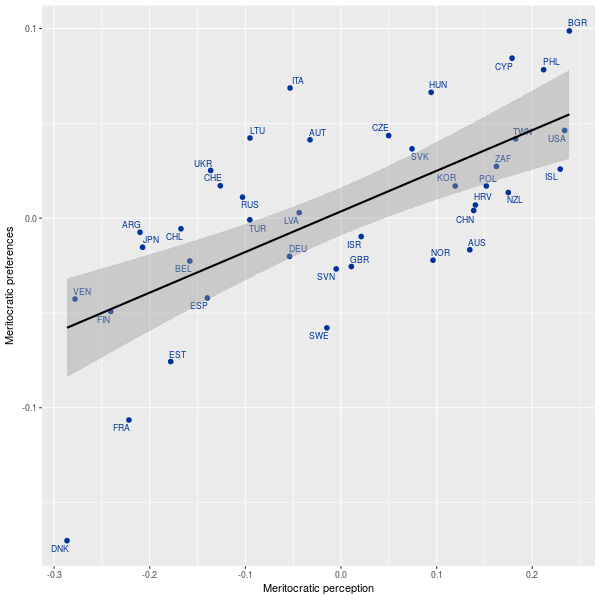 0.1
BGR
PHL
CYP
ITA
HUN
CZE
LTU
AUT
TWN
USA
SVK
ZAF
UKR
CHE
KOR
POL
ISL
HRV
NZL
RUS
CHN
0.0
LVA
ARG
TUR
CHL
JPN
ISR
DEU
NOR
AUS
BEL
GBR
SVN
VEN
ESP
FIN
SWE
EST
-0.1
FRA
DNK
-0.3 -0.2 -0.1 0.0 0.1 0.2
Meritocratic perception
Meritocratic preferences